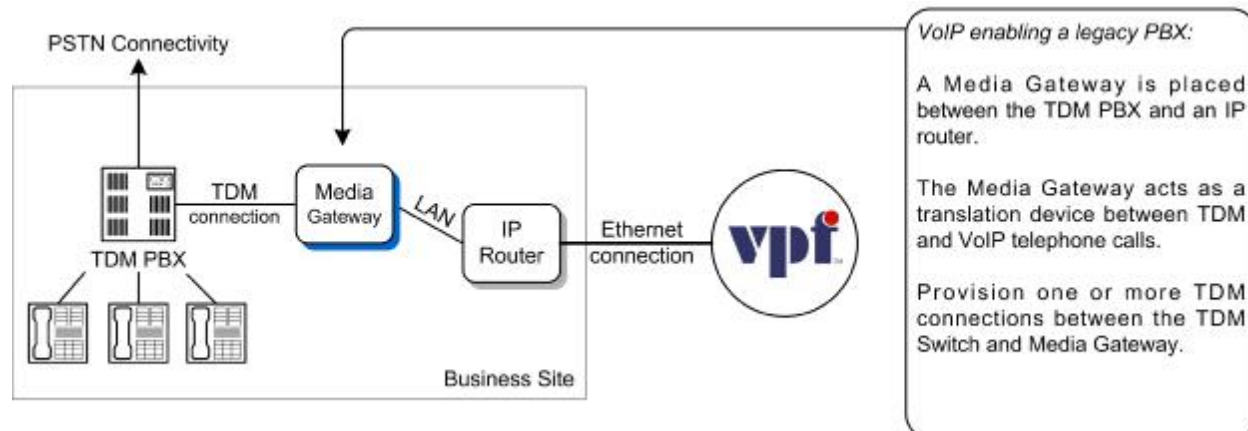 PSTN Connectivity
TDM
connection
Media
Gateway
LAN
IP
Router
Ethernet
connection
vpf
TDM PBX
Business Site
VoIP enabling a legacy PBX:
A Media Gateway is placed
between the TDM PBX and an IP
router.
The Media Gateway acts as a
translation device between TDM
and VoIP telephone calls.
Provision one or more TDM
connections between the TDM
Switch and Media Gateway.